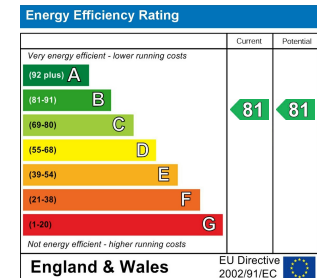 Energy Efficiency Rating
Current Potential
Very energy efficient - lower running costs
(92 plus) A
(81-91) B
81 81
(69-80) C
(55-68) D
(39-54) E
(21-38) F
(1-20) G
Not energy efficient - higher running costs
England & Wales
EU Directive
2002/91/EC